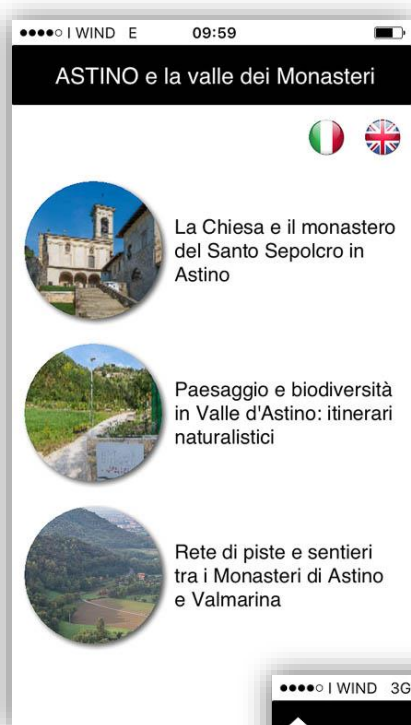 I WIND E 09:59
ASTINO e la valle dei Monasteri
La Chiesa e il monastero
del Santo Sepolcro in
Astino
Paesaggio e biodiversità
in Valle d'Astino: itinerari
naturalistici
Rete di piste e sentieri
tra i Monasteri di Astino
e Valmarina
I WIND 3G